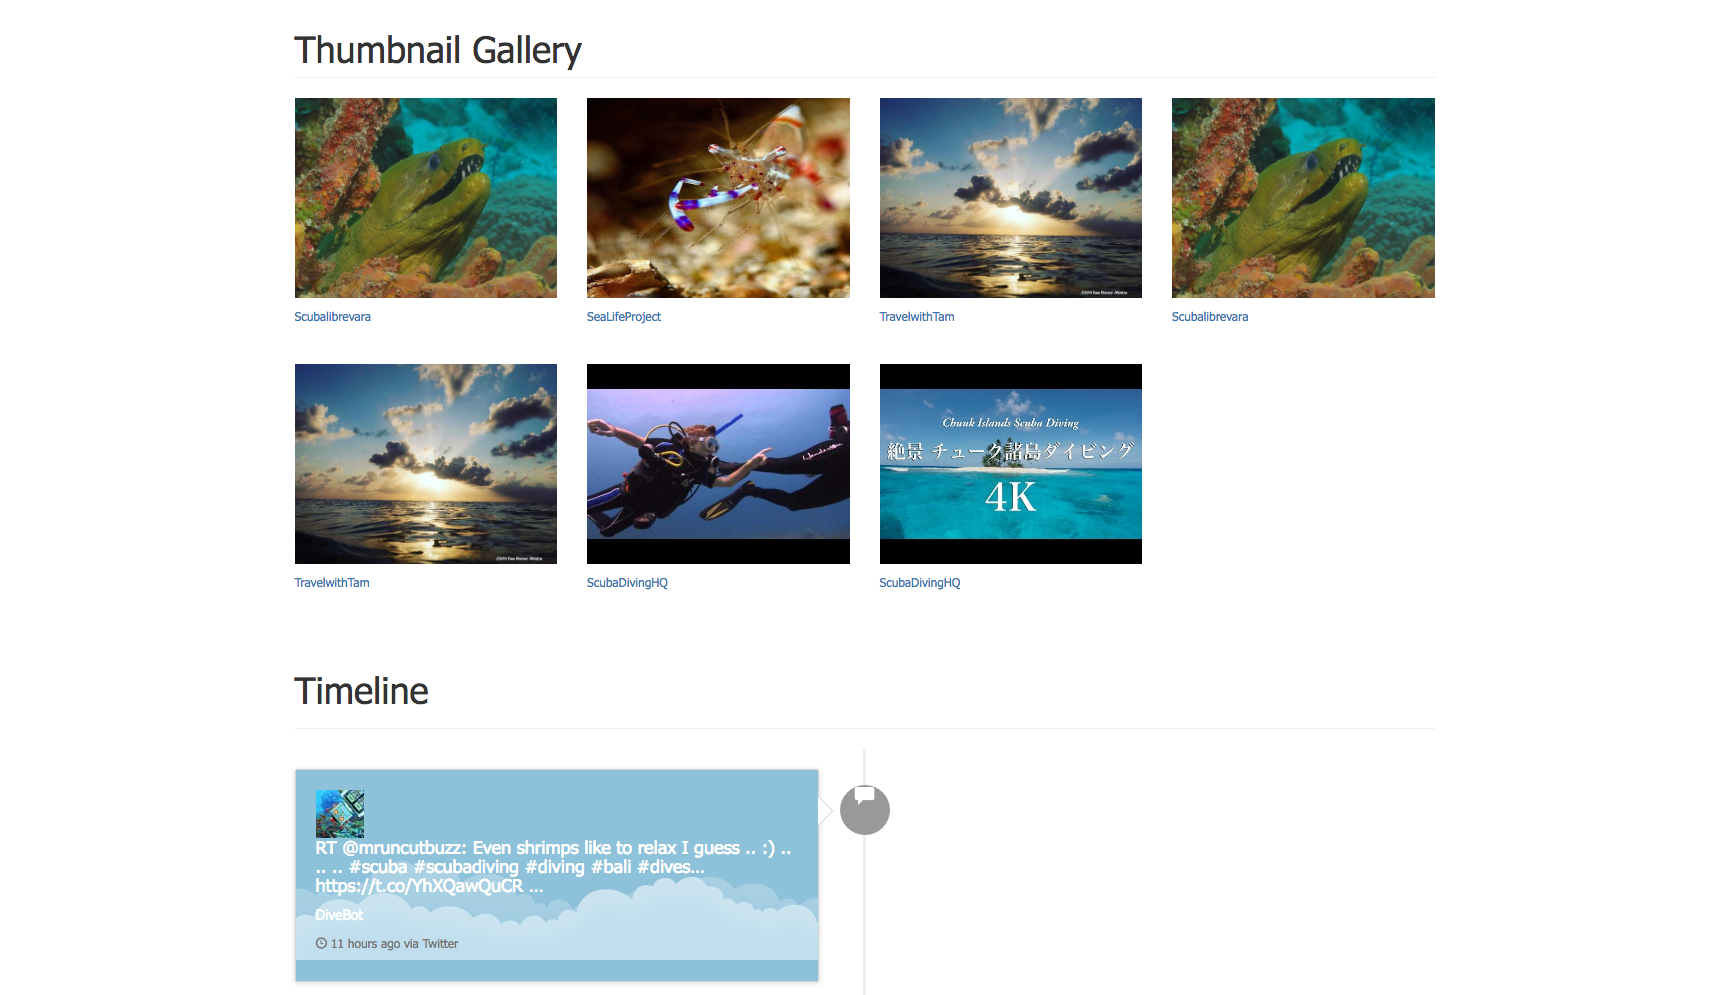 Thumbnail Gallery
Scubalibrevara
SeaLifeProject
TravelwithTam
Scubalibrevara
Chuuk Islands Scuba Diving
絶景 チューク諸島ダイビング
4K
TravelwithTam
ScubaDivingHQ
ScubaDivingHQ
Timeline
RT @mruncutbuzz: Even shrimps like to relax I guess .. :) ..
.. .. #scuba #scubadiving #diving #bali #dives...
https://t.co/YhXQawQuCR ...
DiveBot
11 hours ago via Twitter